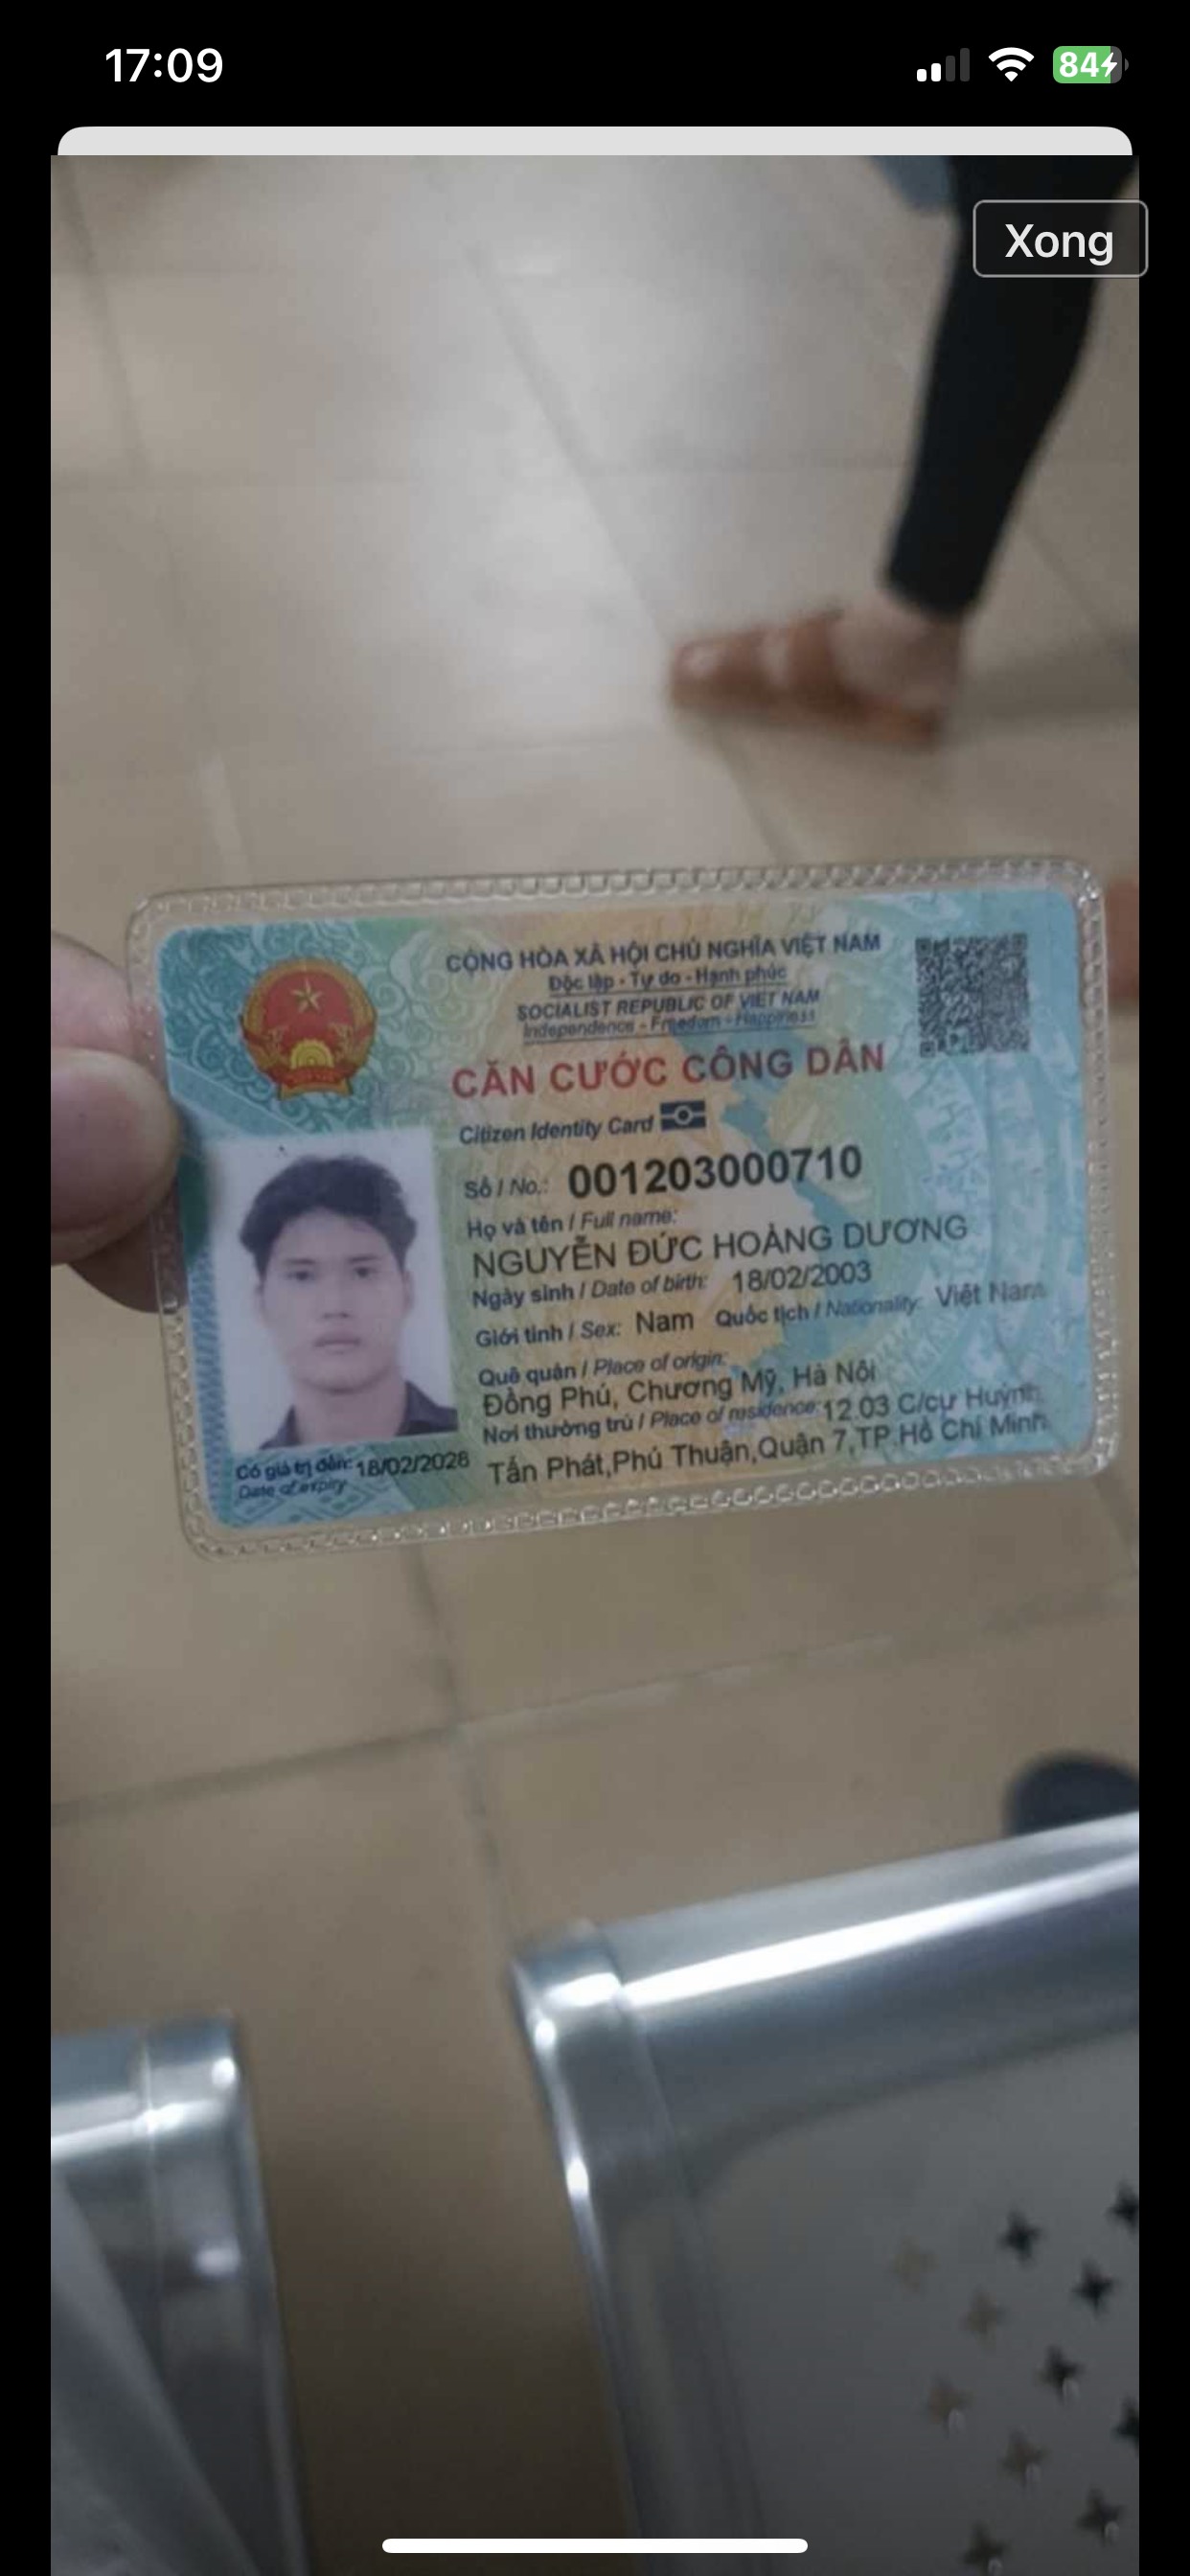 17:09
84
Xong
CỘNG HÒA XÃ HỘI CHỦ NGHĨA VIỆT NAM
Độc lập - Tự do - Hạnh phúc
SOCIALIST REPUBLIC OF VIET NAM
Independence - Freedom - Happiness
CĂN CƯỚC CÔNG DÂN
Citizen Identity Card
Số / No.: 001203000710
Họ và tên / Full name:
NGUYỄN ĐỨC HOÀNG DƯƠNG
Ngày sinh / Date of birth: 18/02/2003
Giới tính / Sex: Nam Quốc tịch / Nationality: Việt Nam
Quê quán / Place of origin:
Đồng Phú, Chương Mỹ, Hà Nội
Nơi thường trú / Place of residence: 12.03 C/cư Huỳnh
Tấn Phát,Phú Thuận,Quận 7,TP.Hồ Chí Minh
Có giá trị đến: 18/02/2028
Date of expiry